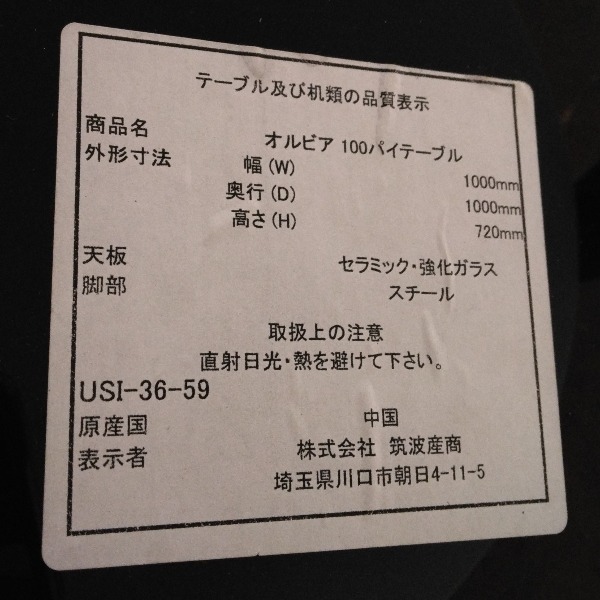 テーブル及び机類の品質表示
商品名 オルビア 100パイテーブル
外形寸法 幅(W) 1000mm
奥行(D) 1000mm
高さ(H) 720mm
天板 セラミック・強化ガラス
脚部 スチール
取扱上の注意
直射日光・熱を避けて下さい。
USI-36-59
原産国 中国
表示者 株式会社 筑波産商
埼玉県川口市朝日4-11-5